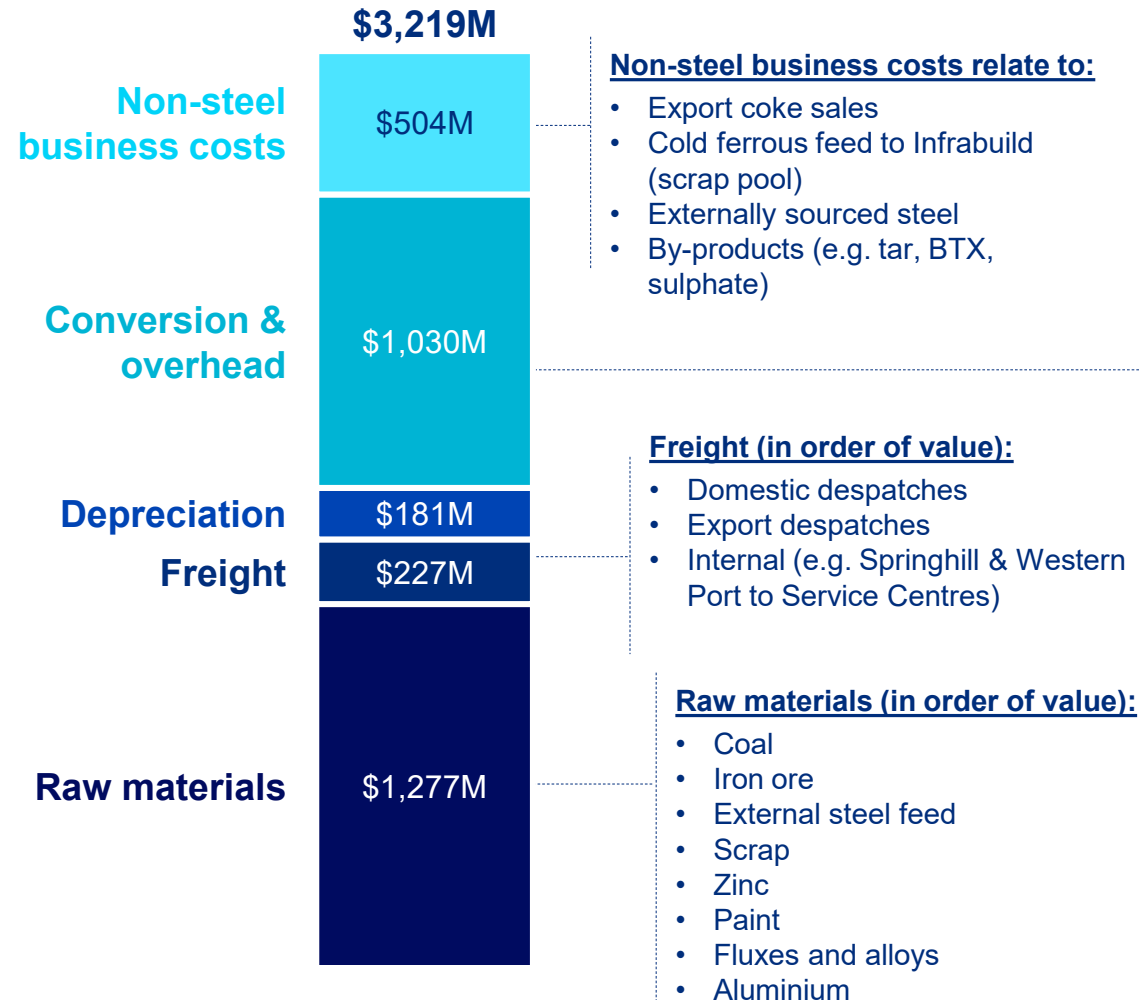 $3,219M
Non-steel
business costs
$504M
Non-steel business costs relate to:
• Export coke sales
• Cold ferrous feed to Infrabuild
(scrap pool)
• Externally sourced steel
• By-products (e.g. tar, BTX,
sulphate)
Conversion &
overhead
$1,030M
Depreciation
$181M
Freight
$227M
Freight (in order of value):
• Domestic despatches
• Export despatches
• Internal (e.g. Springhill & Western
Port to Service Centres)
Raw materials
$1,277M
Raw materials (in order of value):
• Coal
• Iron ore
• External steel feed
• Scrap
• Zinc
• Paint
• Fluxes and alloys
• Aluminium